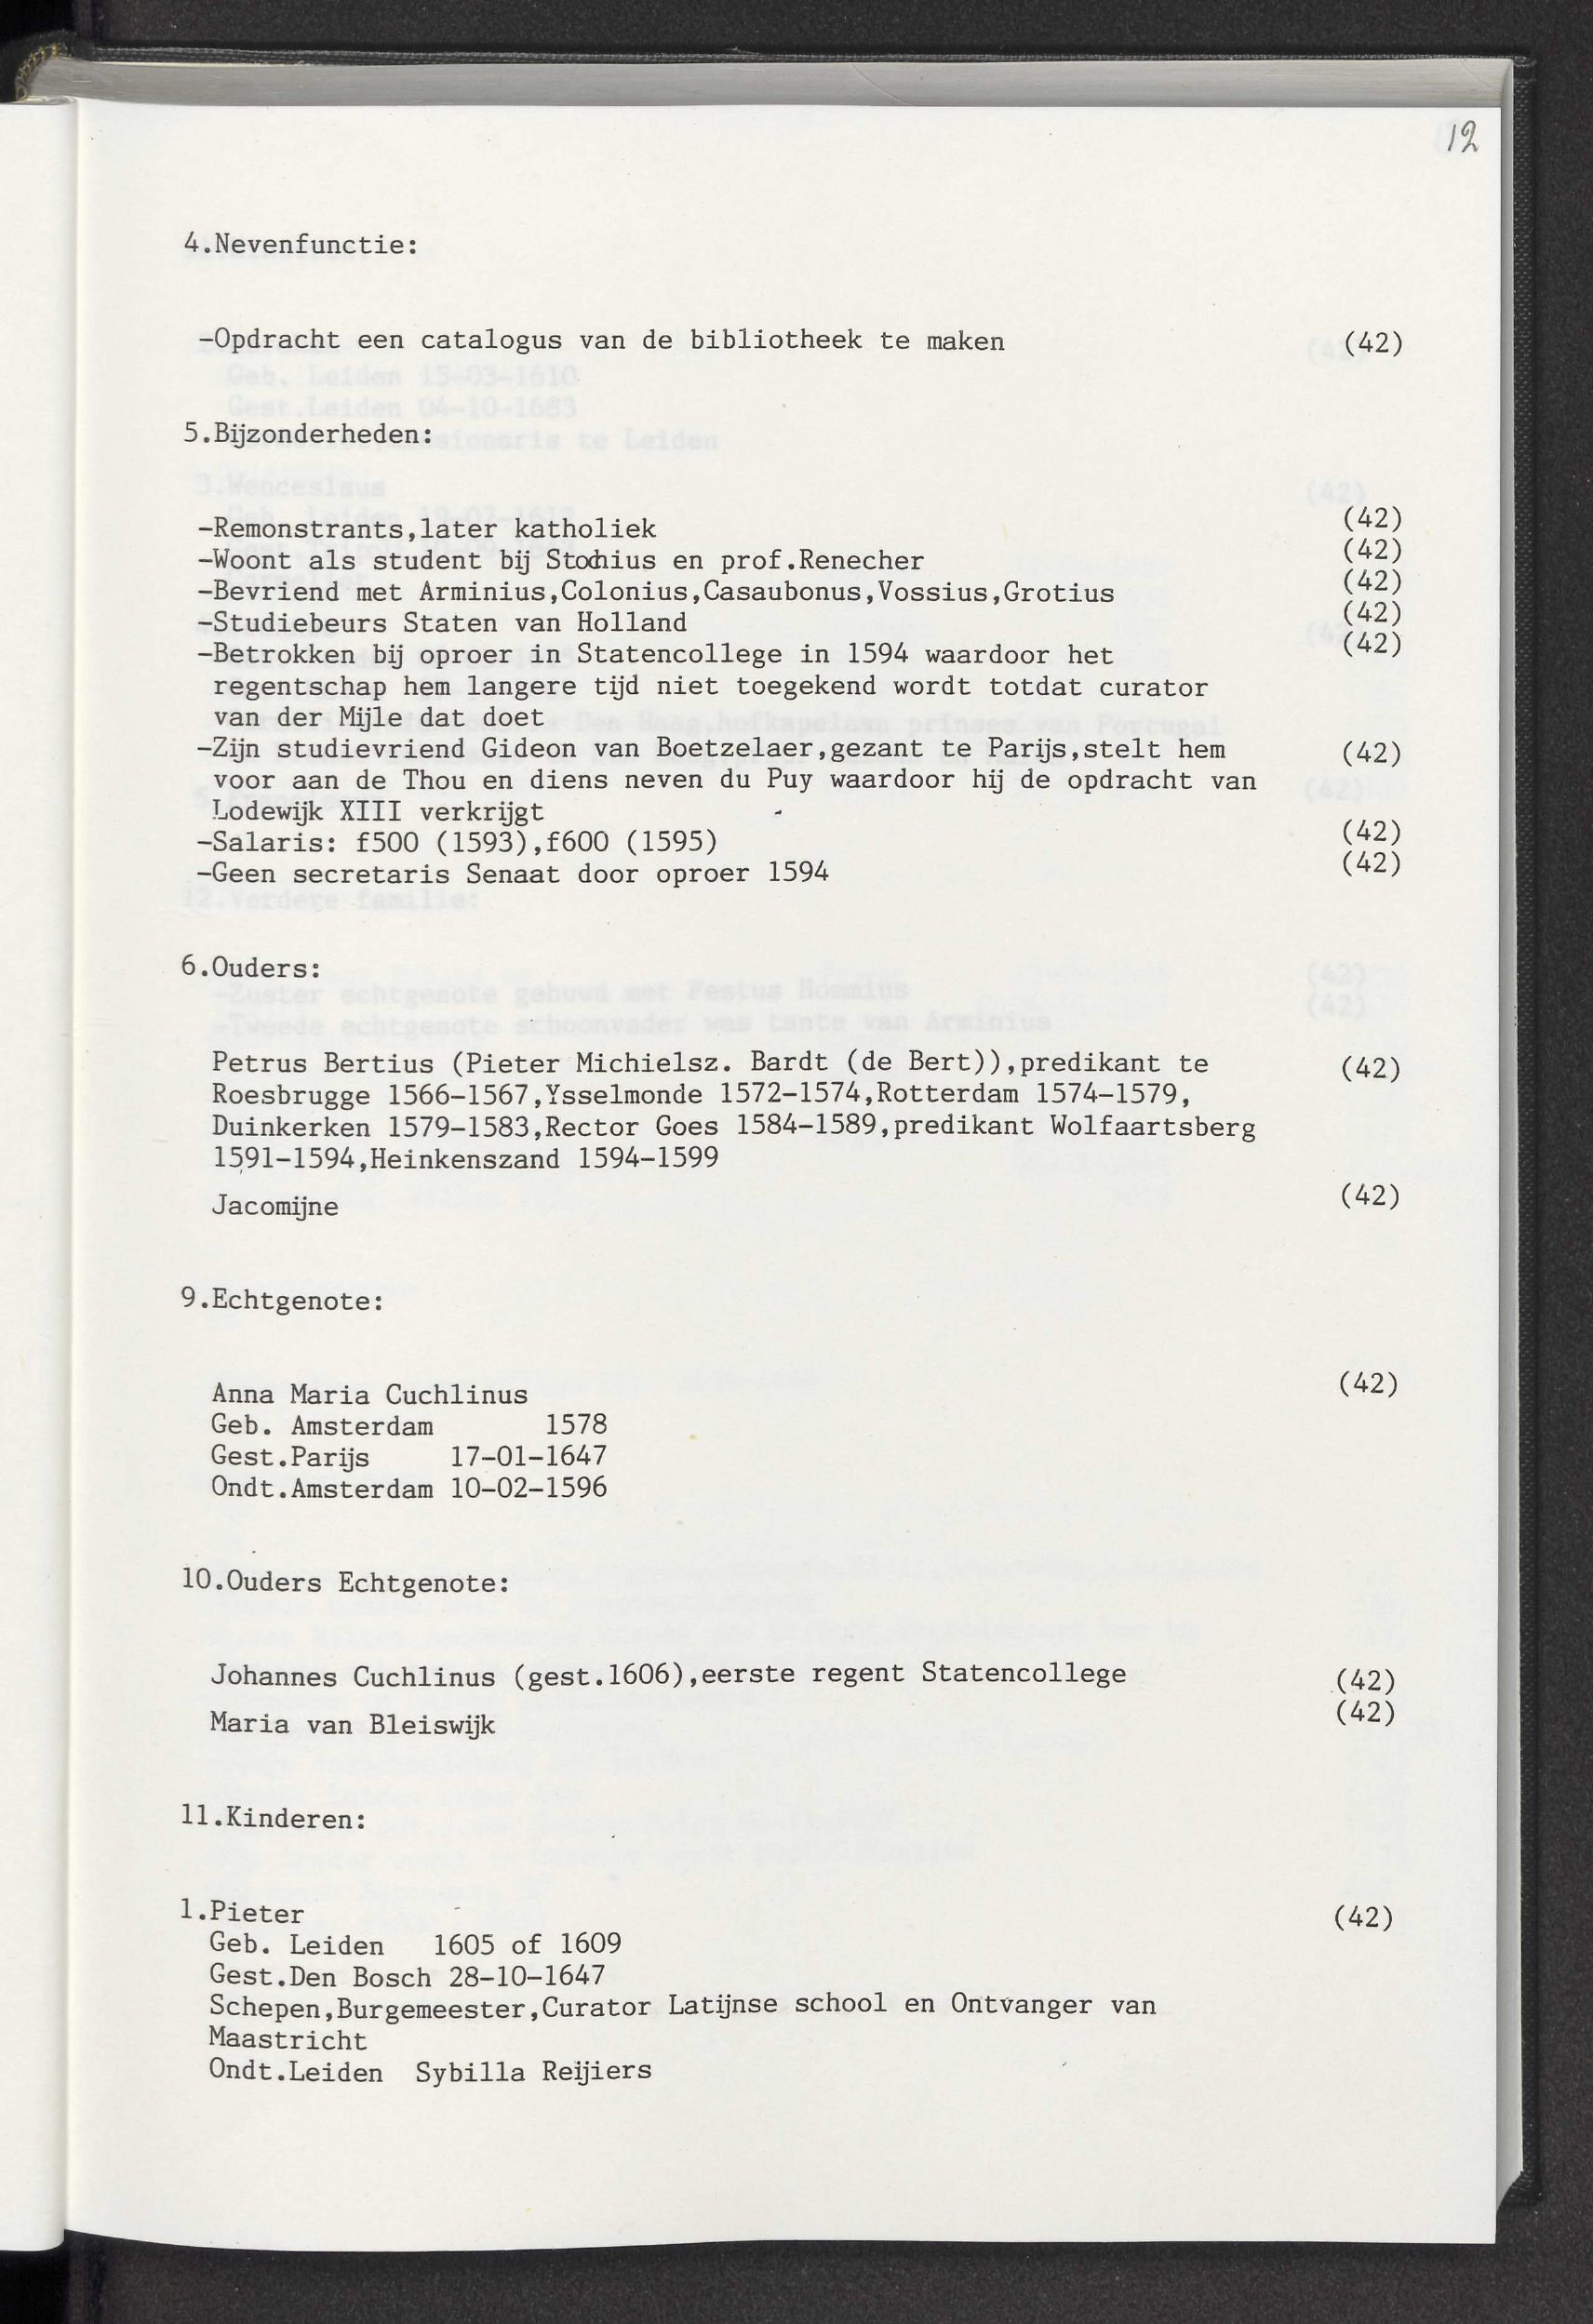 12
4.Nevenfunctie:
-Opdracht een catalogus van de bibliotheek te maken (42)
5.Bijzonderheden:
-Remonstrants,later katholiek (42)
-Woont als student bij Stochius en prof.Renecher (42)
-Bevriend met Arminius,Colonius,Casaubonus,Vossius,Grotius (42)
-Studiebeurs Staten van Holland (42)
-Betrokken bij oproer in Statencollege in 1594 waardoor het (42)
regentschap hem langere tijd niet toegekend wordt totdat curator
van der Mijle dat doet
-Zijn studievriend Gideon van Boetzelaer,gezant te Parijs,stelt hem (42)
voor aan de Thou en diens neven du Puy waardoor hij de opdracht van
Lodewijk XIII verkrijgt
-Salaris: f500 (1593),f600 (1595) (42)
-Geen secretaris Senaat door oproer 1594 (42)
6.Ouders:
Petrus Bertius (Pieter Michielsz. Bardt (de Bert)),predikant te (42)
Roesbrugge 1566-1567,Ysselmonde 1572-1574,Rotterdam 1574-1579,
Duinkerken 1579-1583,Rector Goes 1584-1589,predikant Wolfaartsberg
1591-1594,Heinkenszand 1594-1599
Jacomijne (42)
9.Echtgenote:
Anna Maria Cuchlinus (42)
Geb. Amsterdam 1578
Gest.Parijs 17-01-1647
Ondt.Amsterdam 10-02-1596
10.Ouders Echtgenote:
Johannes Cuchlinus (gest.1606),eerste regent Statencollege (42)
Maria van Bleiswijk (42)
11.Kinderen:
1.Pieter (42)
Geb. Leiden 1605 of 1609
Gest.Den Bosch 28-10-1647
Schepen,Burgemeester,Curator Latijnse school en Ontvanger van
Maastricht
Ondt.Leiden Sybilla Reijiers